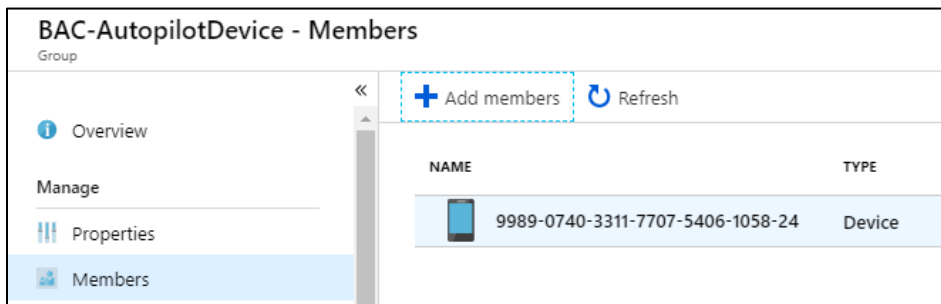 BAC-AutopilotDevice - Members
Group
«
Overview
Manage
Properties
Members
Add members
Refresh
NAME TYPE
9989-0740-3311-7707-5406-1058-24 Device